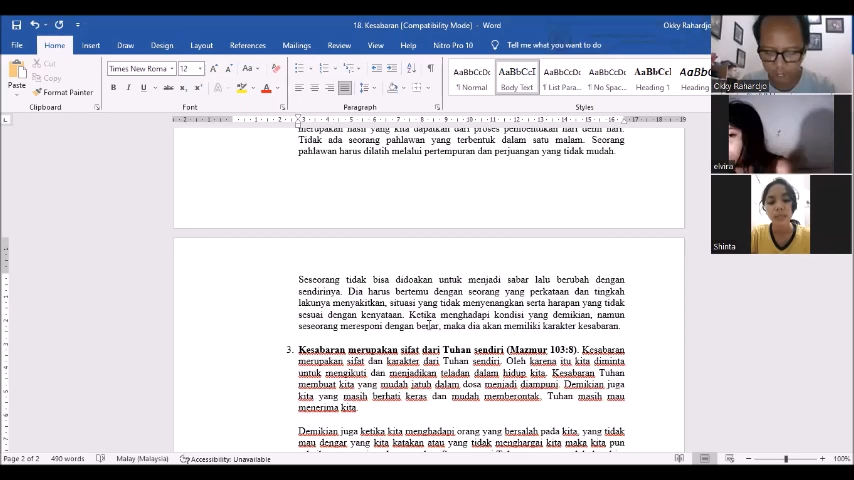 18. Kesabaran [Compatibility Mode] - Word
Okky Rahardjo
File Home Insert Draw Design Layout References Mailings Review View Help Nitro Pro 10 Tell me what you want to do
Paste
Cut
Copy
Format Painter
Clipboard
Times New Roma 12
Font
Paragraph
AaBbCcDc AaBbCcI AaBbCcDc AaBbCcDc AaBbCcI AaBbCc
¶ Normal Body Text ¶ List Para... ¶ No Spac... Heading 1 Heading
Styles
merupakan hasil yang kita dapatkan dari proses pembentukan hari demi hari.
Tidak ada seorang pahlawan yang terbentuk dalam satu malam. Seorang
pahlawan harus dilatih melalui pertempuran dan perjuangan yang tidak mudah.
Seseorang tidak bisa didoakan untuk menjadi sabar lalu berubah dengan
sendirinya. Dia harus bertemu dengan seorang yang perkataan dan tingkah
lakunya menyakitkan, situasi yang tidak menyenangkan serta harapan yang tidak
sesuai dengan kenyataan. Ketika menghadapi kondisi yang demikian, namun
seseorang meresponi dengan benar, maka dia akan memiliki karakter kesabaran.
3. Kesabaran merupakan sifat dari Tuhan sendiri (Mazmur 103:8). Kesabaran
merupakan sifat dan karakter dari Tuhan sendiri. Oleh karena itu kita diminta
untuk mengikuti dan menjadikan teladan dalam hidup kita. Kesabaran Tuhan
membuat kita yang mudah jatuh dalam dosa menjadi diampuni. Demikian juga
kita yang masih berhati keras dan mudah memberontak, Tuhan masih mau
menerima kita.
Demikian juga ketika kita menghadapi orang yang bersalah pada kita, yang tidak
mau dengar yang kita katakan atau yang tidak menghargai kita maka kita pun
Okky Rahardjo
elvira
Shinta
Page 2 of 2 490 words Malay (Malaysia) Accessibility: Unavailable
100%